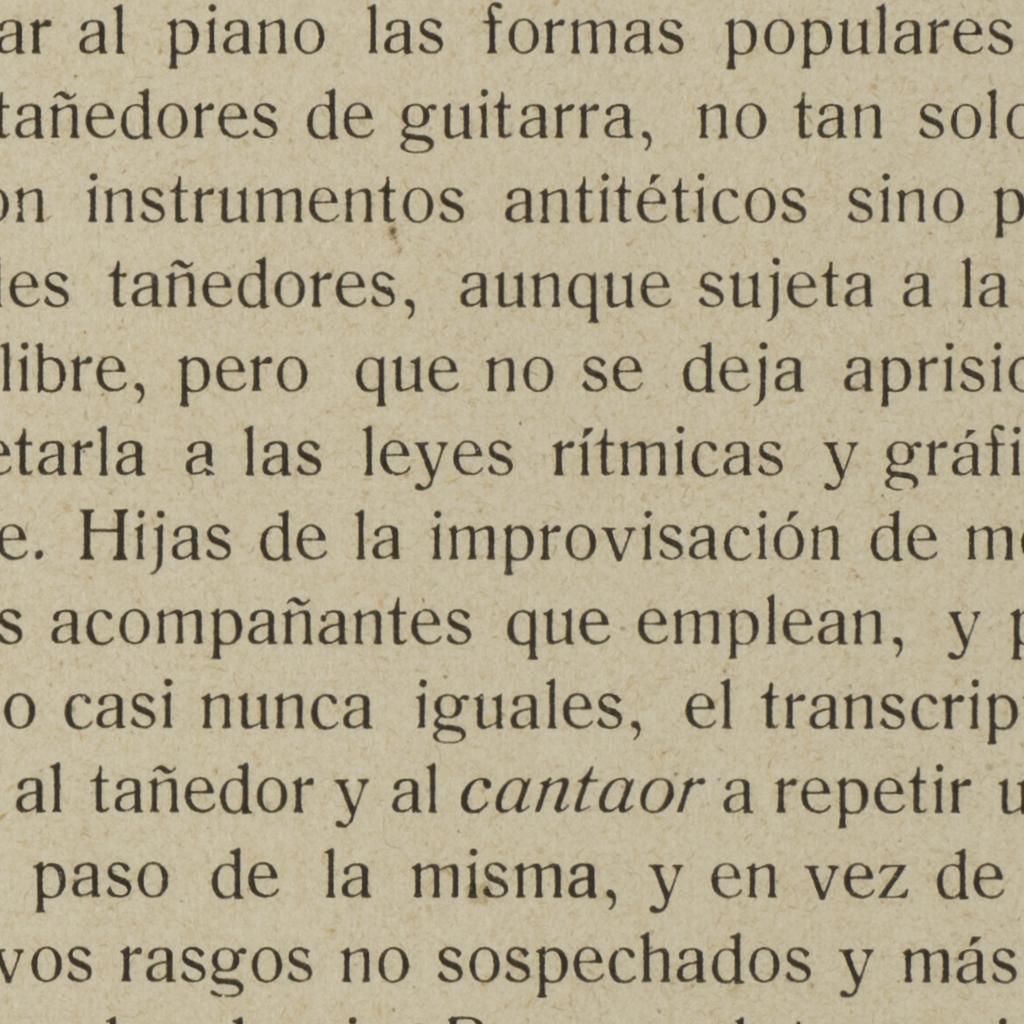 ar al piano las formas populares
tañedores de guitarra, no tan solo
on instrumentos antitéticos sino p
les tañedores, aunque sujeta a la
libre, pero que no se deja aprisio
etarla a las leyes rítmicas y gráfi
e. Hijas de la improvisación de mo
s acompañantes que emplean, y p
o casi nunca iguales, el transcrip
al tañedor y al cantaor a repetir u
paso de la misma, y en vez de
vos rasgos no sospechados y más